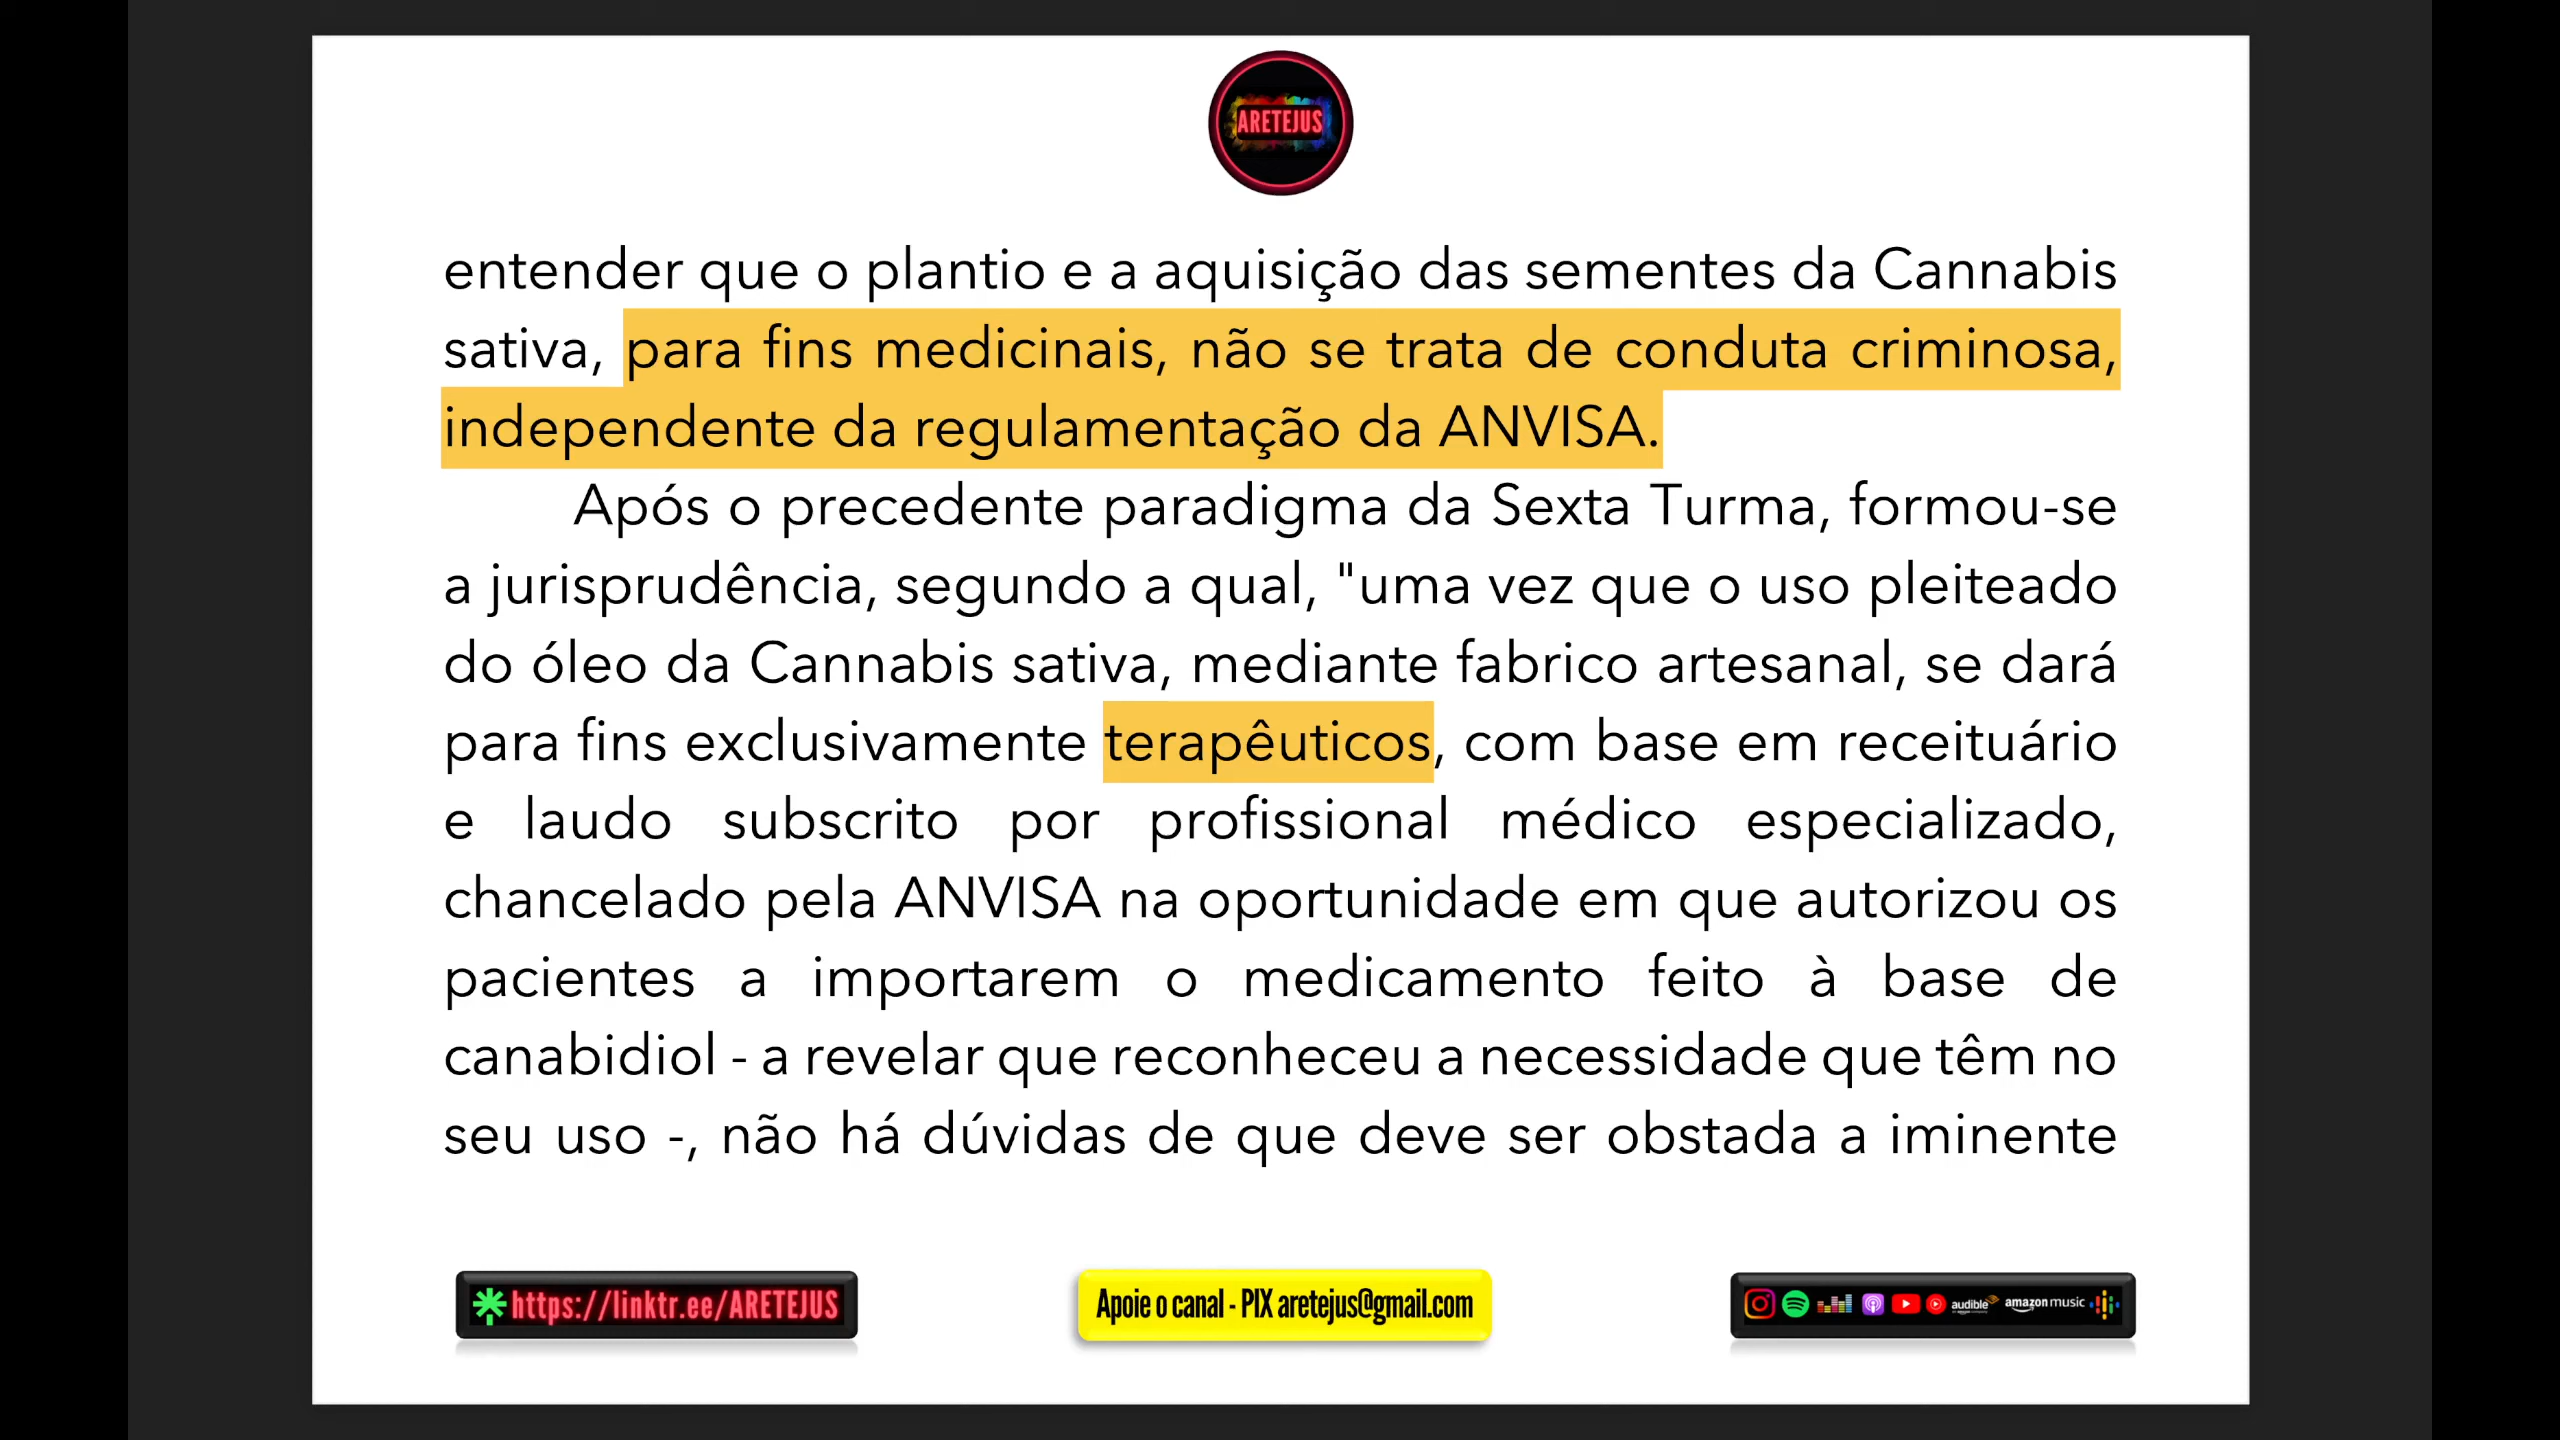 ARETEJUS
entender que o plantio e a aquisição das sementes da Cannabis
sativa, para fins medicinais, não se trata de conduta criminosa,
independente da regulamentação da ANVISA.
Após o precedente paradigma da Sexta Turma, formou-se
a jurisprudência, segundo a qual, "uma vez que o uso pleiteado
do óleo da Cannabis sativa, mediante fabrico artesanal, se dará
para fins exclusivamente terapêuticos, com base em receituário
e laudo subscrito por profissional médico especializado,
chancelado pela ANVISA na oportunidade em que autorizou os
pacientes a importarem o medicamento feito à base de
canabidiol - a revelar que reconheceu a necessidade que têm no
seu uso -, não há dúvidas de que deve ser obstada a iminente
https://linktr.ee/ARETEJUS
Apoie o canal - PIX aretejus@gmail.com
audible amazon music